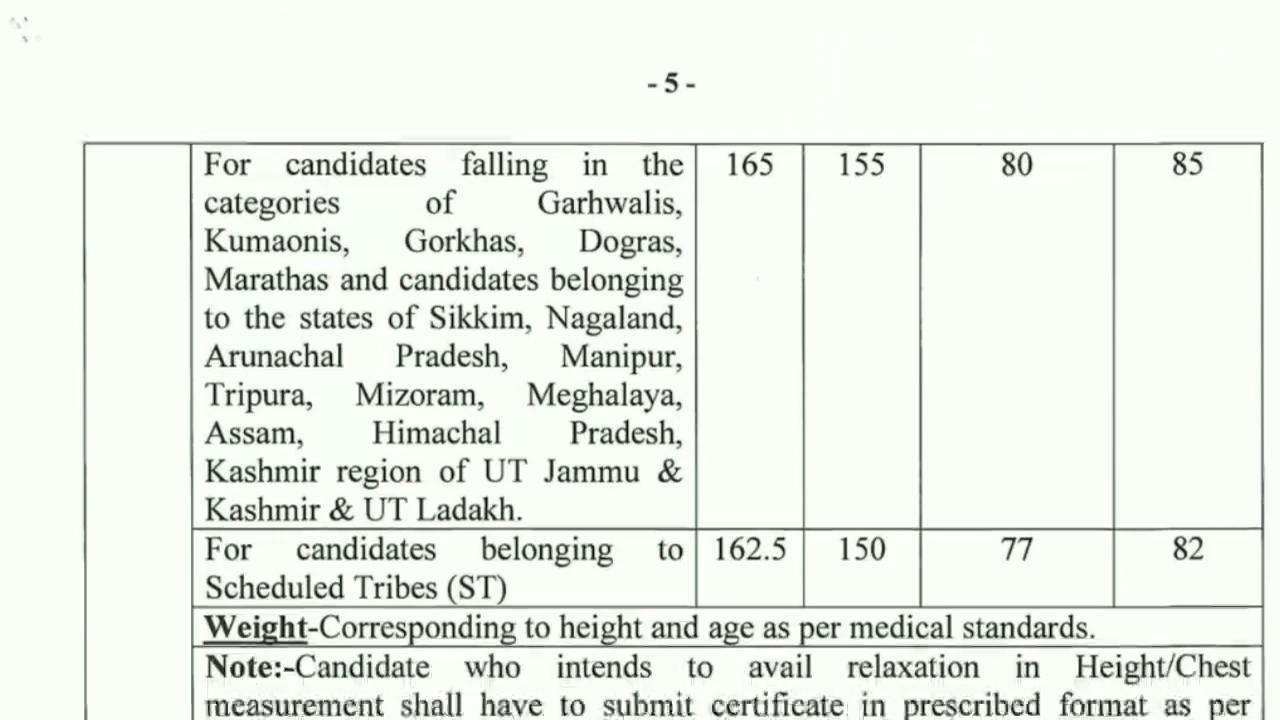 - 5 -
For candidates falling in the 165 155 80 85
categories of Garhwalis,
Kumaonis, Gorkhas, Dogras,
Marathas and candidates belonging
to the states of Sikkim, Nagaland,
Arunachal Pradesh, Manipur,
Tripura, Mizoram, Meghalaya,
Assam, Himachal Pradesh,
Kashmir region of UT Jammu &
Kashmir & UT Ladakh.
For candidates belonging to 162.5 150 77 82
Scheduled Tribes (ST)
Weight-Corresponding to height and age as per medical standards.
Note:-Candidate who intends to avail relaxation in Height/Chest
measurement shall have to submit certificate in prescribed format as per